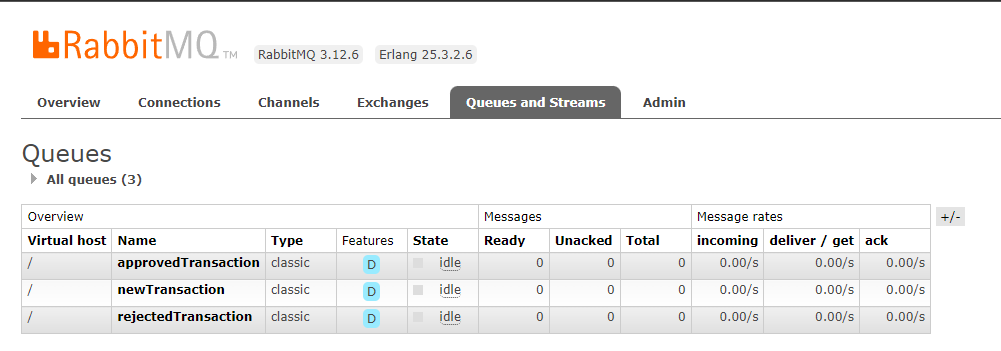 RabbitMQ TM RabbitMQ 3.12.6 Erlang 25.3.2.6
Overview Connections Channels Exchanges Queues and Streams Admin
Queues
All queues (3)
Overview Messages Message rates +/-
Virtual host Name Type Features State Ready Unacked Total incoming deliver / get ack
/ approvedTransaction classic D idle 0 0 0 0.00/s 0.00/s 0.00/s
/ newTransaction classic D idle 0 0 0 0.00/s 0.00/s 0.00/s
/ rejectedTransaction classic D idle 0 0 0 0.00/s 0.00/s 0.00/s